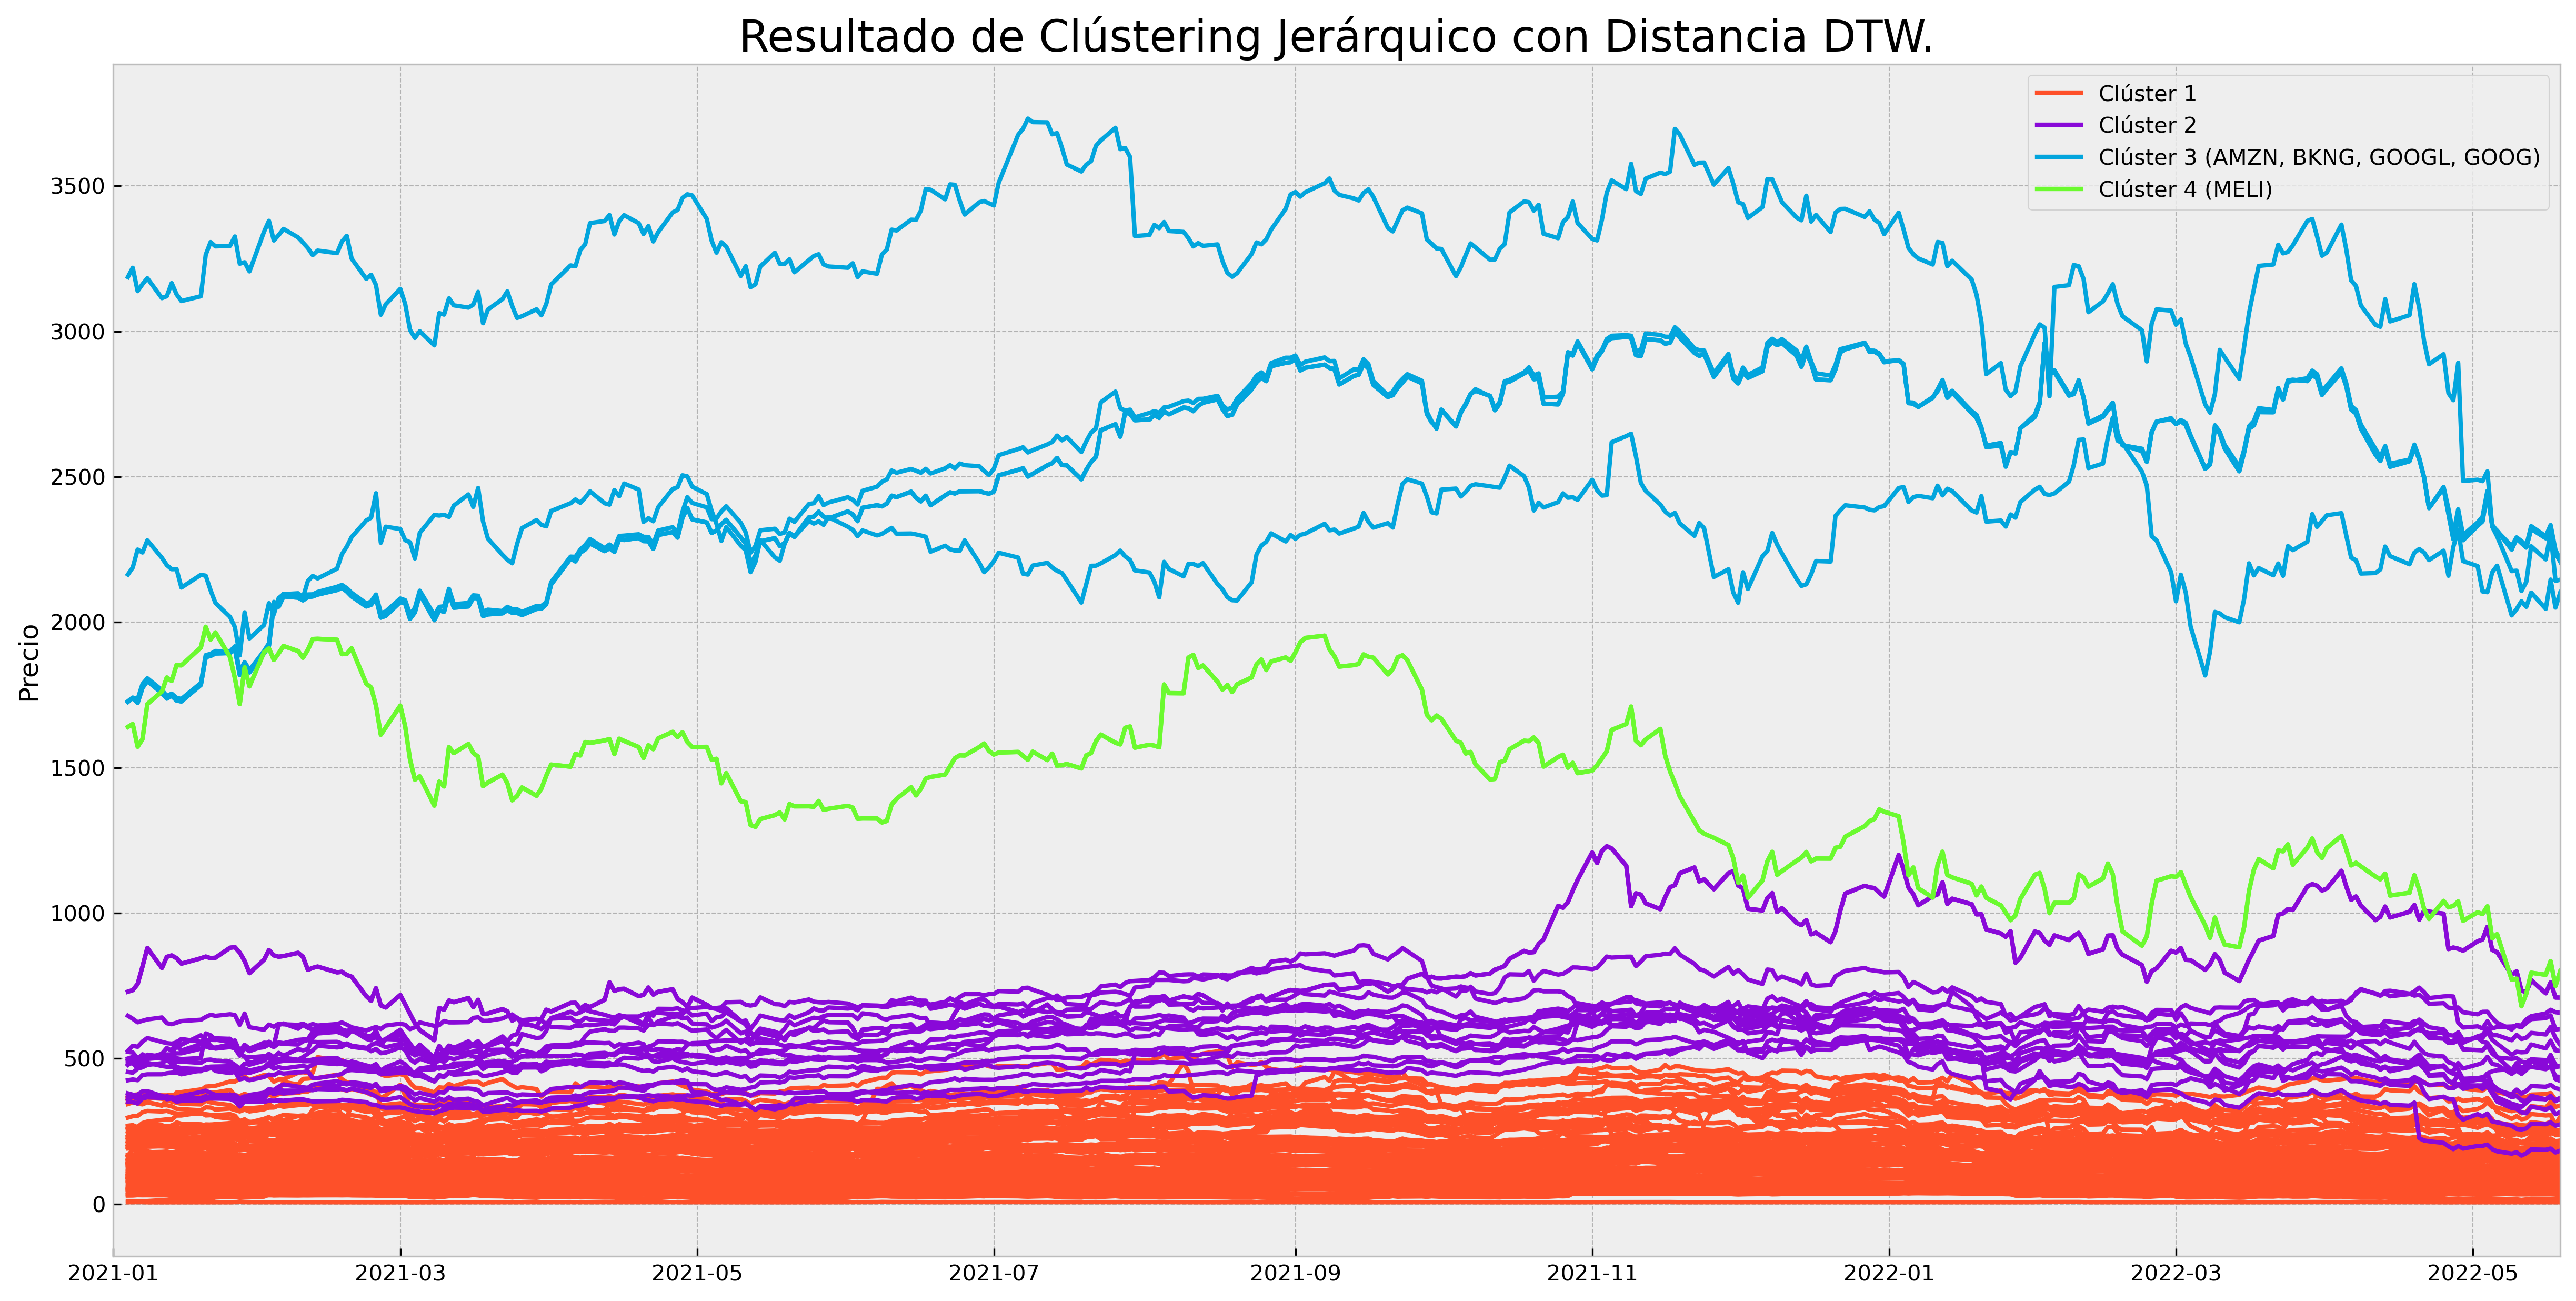 Resultado de Clústering Jerárquico con Distancia DTW.
Clúster 1
Clúster 2
Clúster 3 (AMZN, BKNG, GOOGL, GOOG)
Clúster 4 (MELI)
Precio
3500
3000
2500
2000
1500
1000
500
0
2021-01 2021-03 2021-05 2021-07 2021-09 2021-11 2022-01 2022-03 2022-05